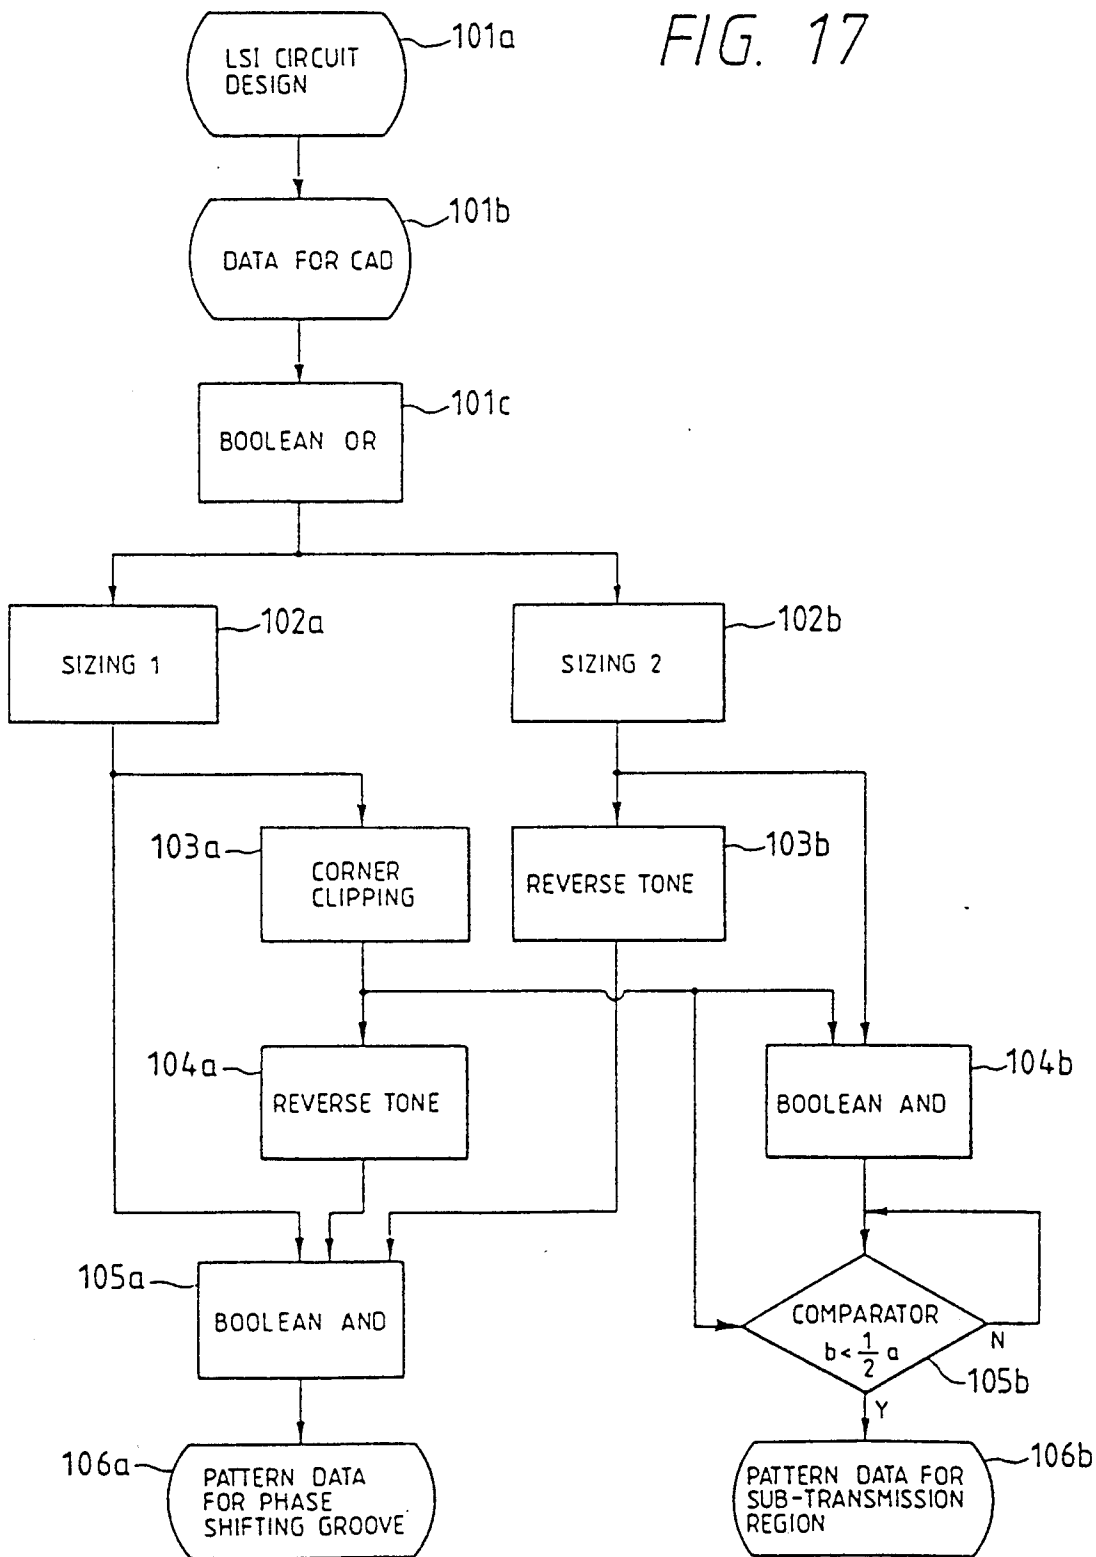 FIG. 17
101a
LSI CIRCUIT
DESIGN
101b
DATA FOR CAD
101c
BOOLEAN OR
102a
SIZING 1
102b
SIZING 2
103a
CORNER
CLIPPING
103b
REVERSE TONE
104a
REVERSE TONE
104b
BOOLEAN AND
105a
BOOLEAN AND
COMPARATOR
b < 1/2 a
N
105b
Y
106a
PATTERN DATA
FOR PHASE
SHIFTING GROOVE
106b
PATTERN DATA FOR
SUB-TRANSMISSION
REGION